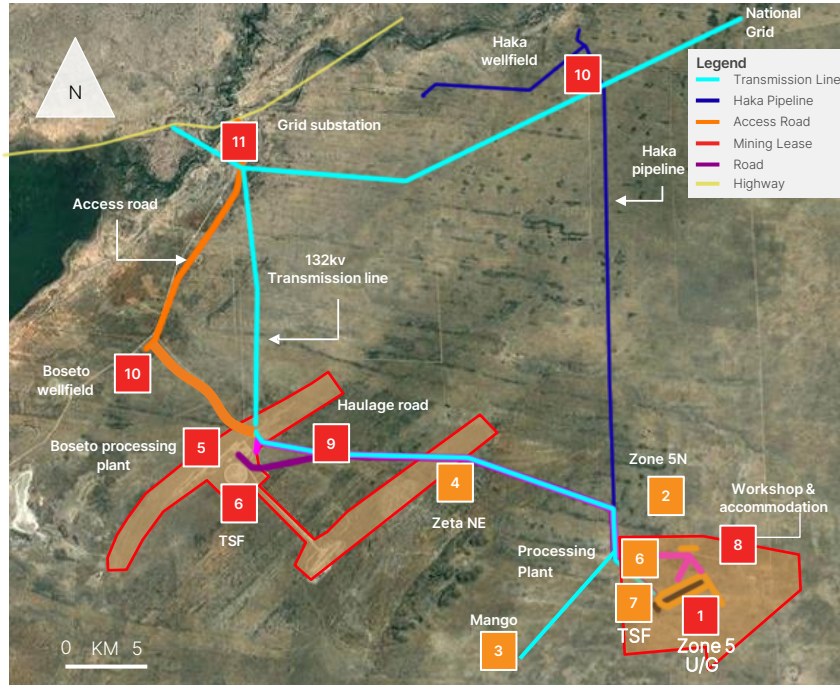 National
Grid
Haka
wellfield
10
Legend
Transmission Line
Haka Pipeline
Access Road
Mining Lease
Road
Highway
N
Grid substation
11
Haka
pipeline
Access road
132kv
Transmission line
Boseto
wellfield
10
Haulage road
9
Boseto processing
plant
5
6
TSF
4
Zeta NE
Zone 5N
2
Workshop &
accommodation
8
Processing
Plant
6
7
TSF
1
Zone 5
U/G
Mango
3
0 KM 5